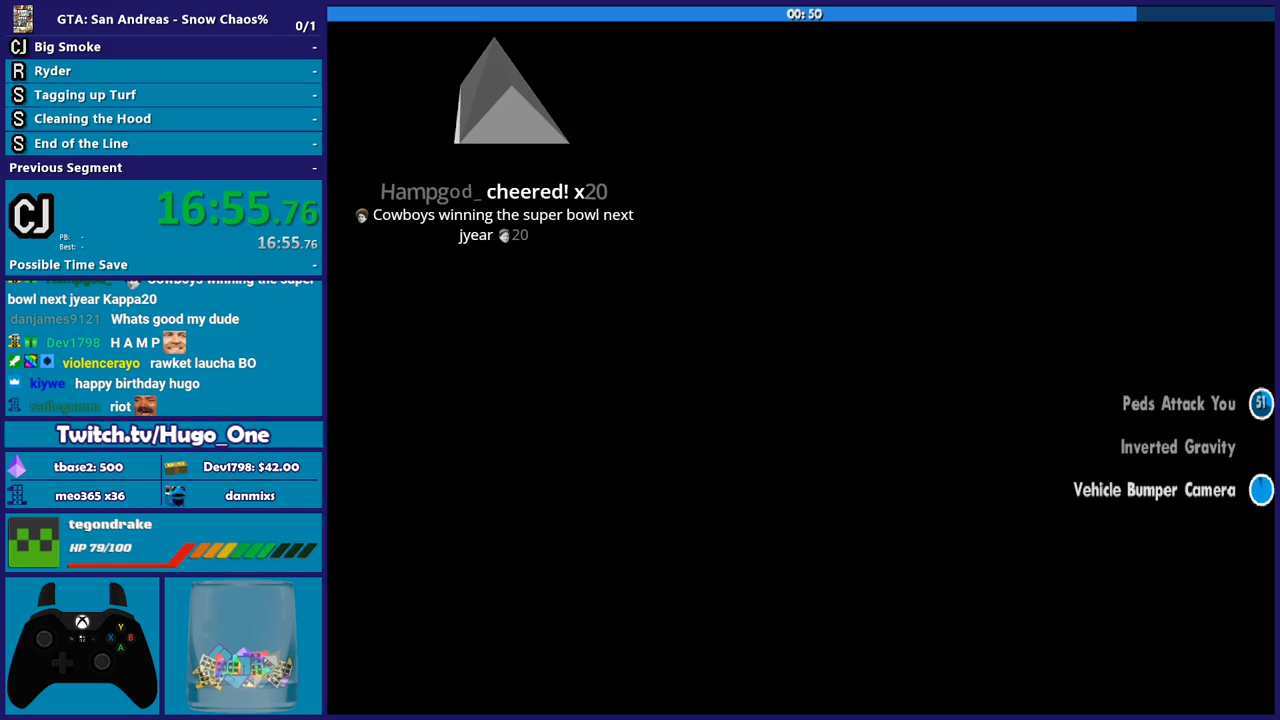 GTA: San Andreas - Snow Chaos%
0/1
CJ Big Smoke -
R Ryder -
S Tagging up Turf -
S Cleaning the Hood -
S End of the Line -
Previous Segment -
CJ
16:55.76
PB: -
Best: -
16:55.76
Possible Time Save -
bowl next jyear Kappa20
danjames9121 Whats good my dude
Dev1798 H A M P
violencerayo rawket laucha BO
kiywe happy birthday hugo
riot
Twitch.tv/Hugo_One
tbase2: 500
Dev1798: $42.00
meo365 x36
danmixs
tegondrake
HP 79/100
Y
X B
A
00: 50
Hampgod_ cheered! x20
Cowboys winning the super bowl next
jyear 20
Peds Attack You 51
Inverted Gravity
Vehicle Bumper Camera